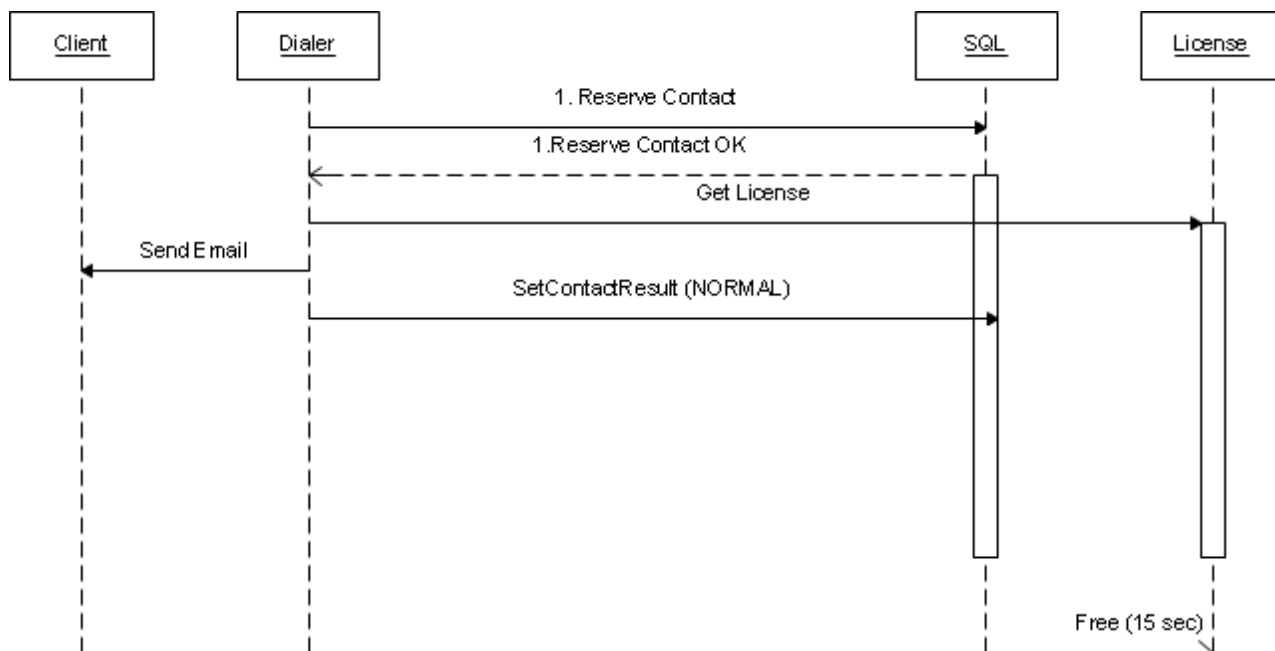 Client
Dialer
SQL
License
1. Reserve Contact
1.Reserve Contact OK
Get License
Send Email
SetContactResult (NORMAL)
Free (15 sec)